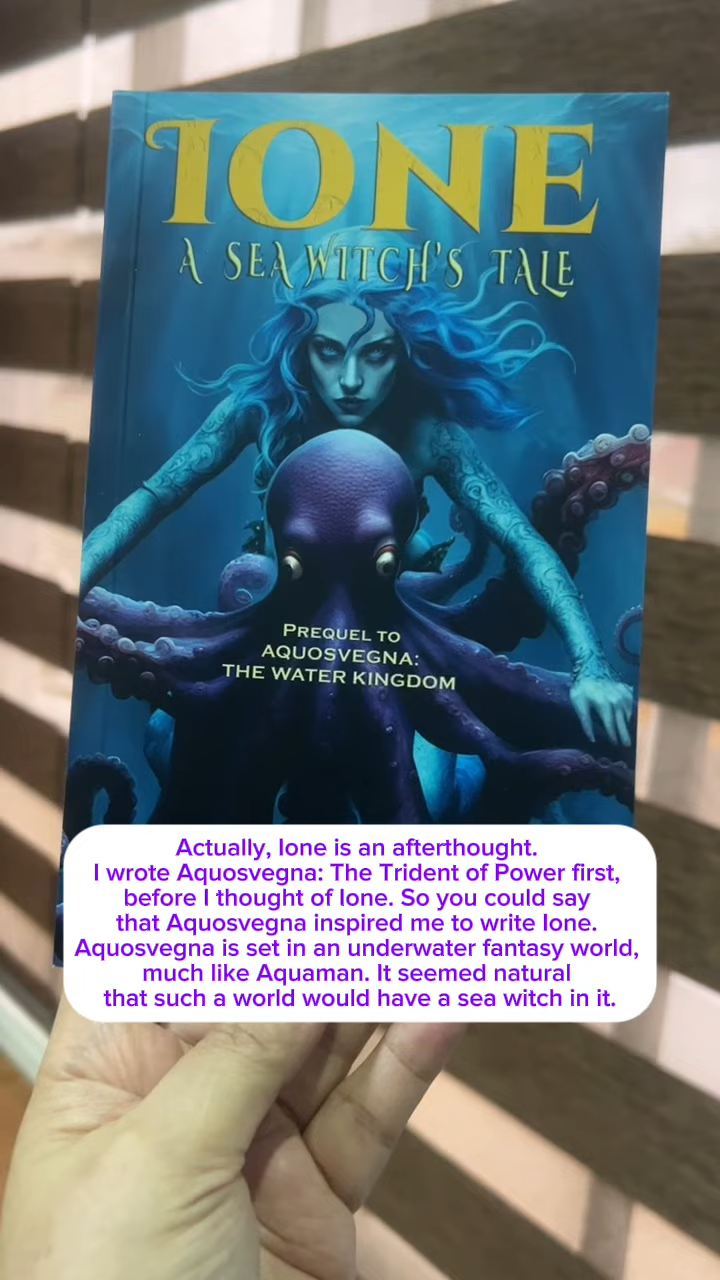 IONE
A SEA WITCH'S TALE
PREQUEL TO
AQUOSVEGNA:
THE WATER KINGDOM
Actually, Ione is an afterthought.
I wrote Aquosvegna: The Trident of Power first,
before I thought of Ione. So you could say
that Aquosvegna inspired me to write Ione.
Aquosvegna is set in an underwater fantasy world,
much like Aquaman. It seemed natural
that such a world would have a sea witch in it.